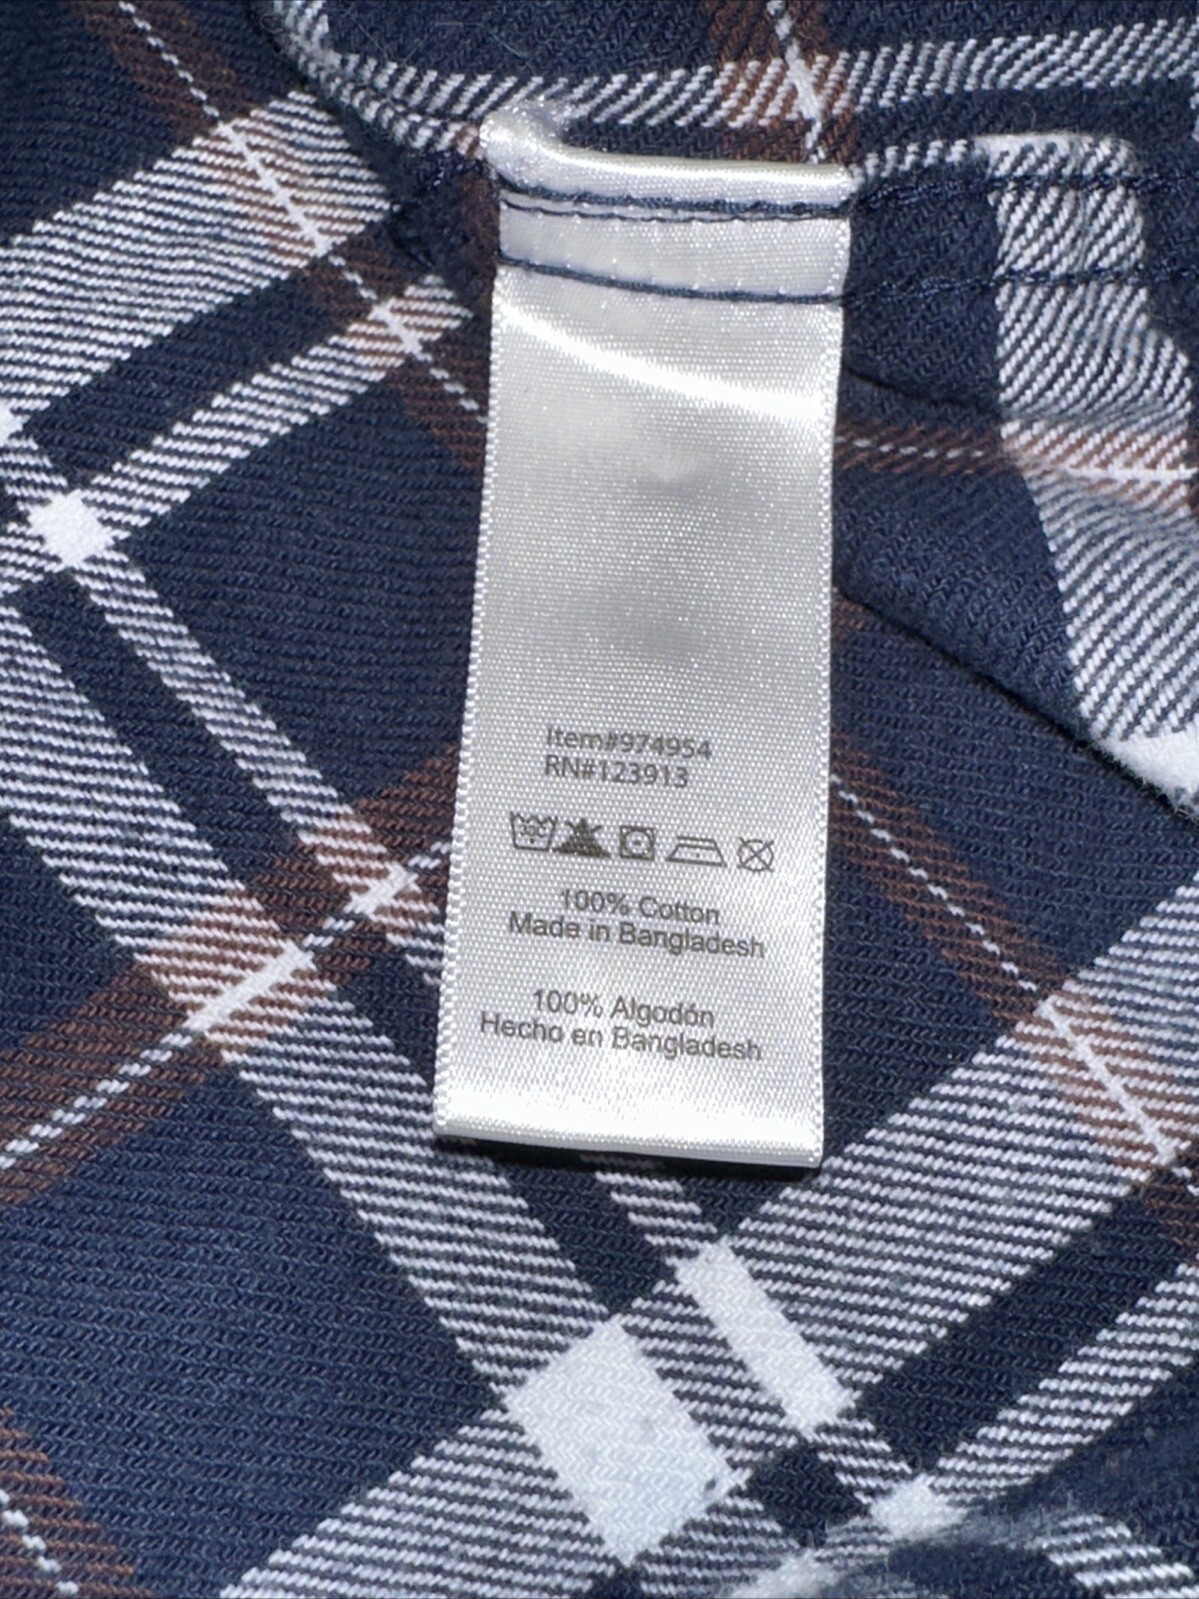 Item#974954
RN#123913
100% Cotton
Made in Bangladesh
100% Algodón
Hecho en Bangladesh